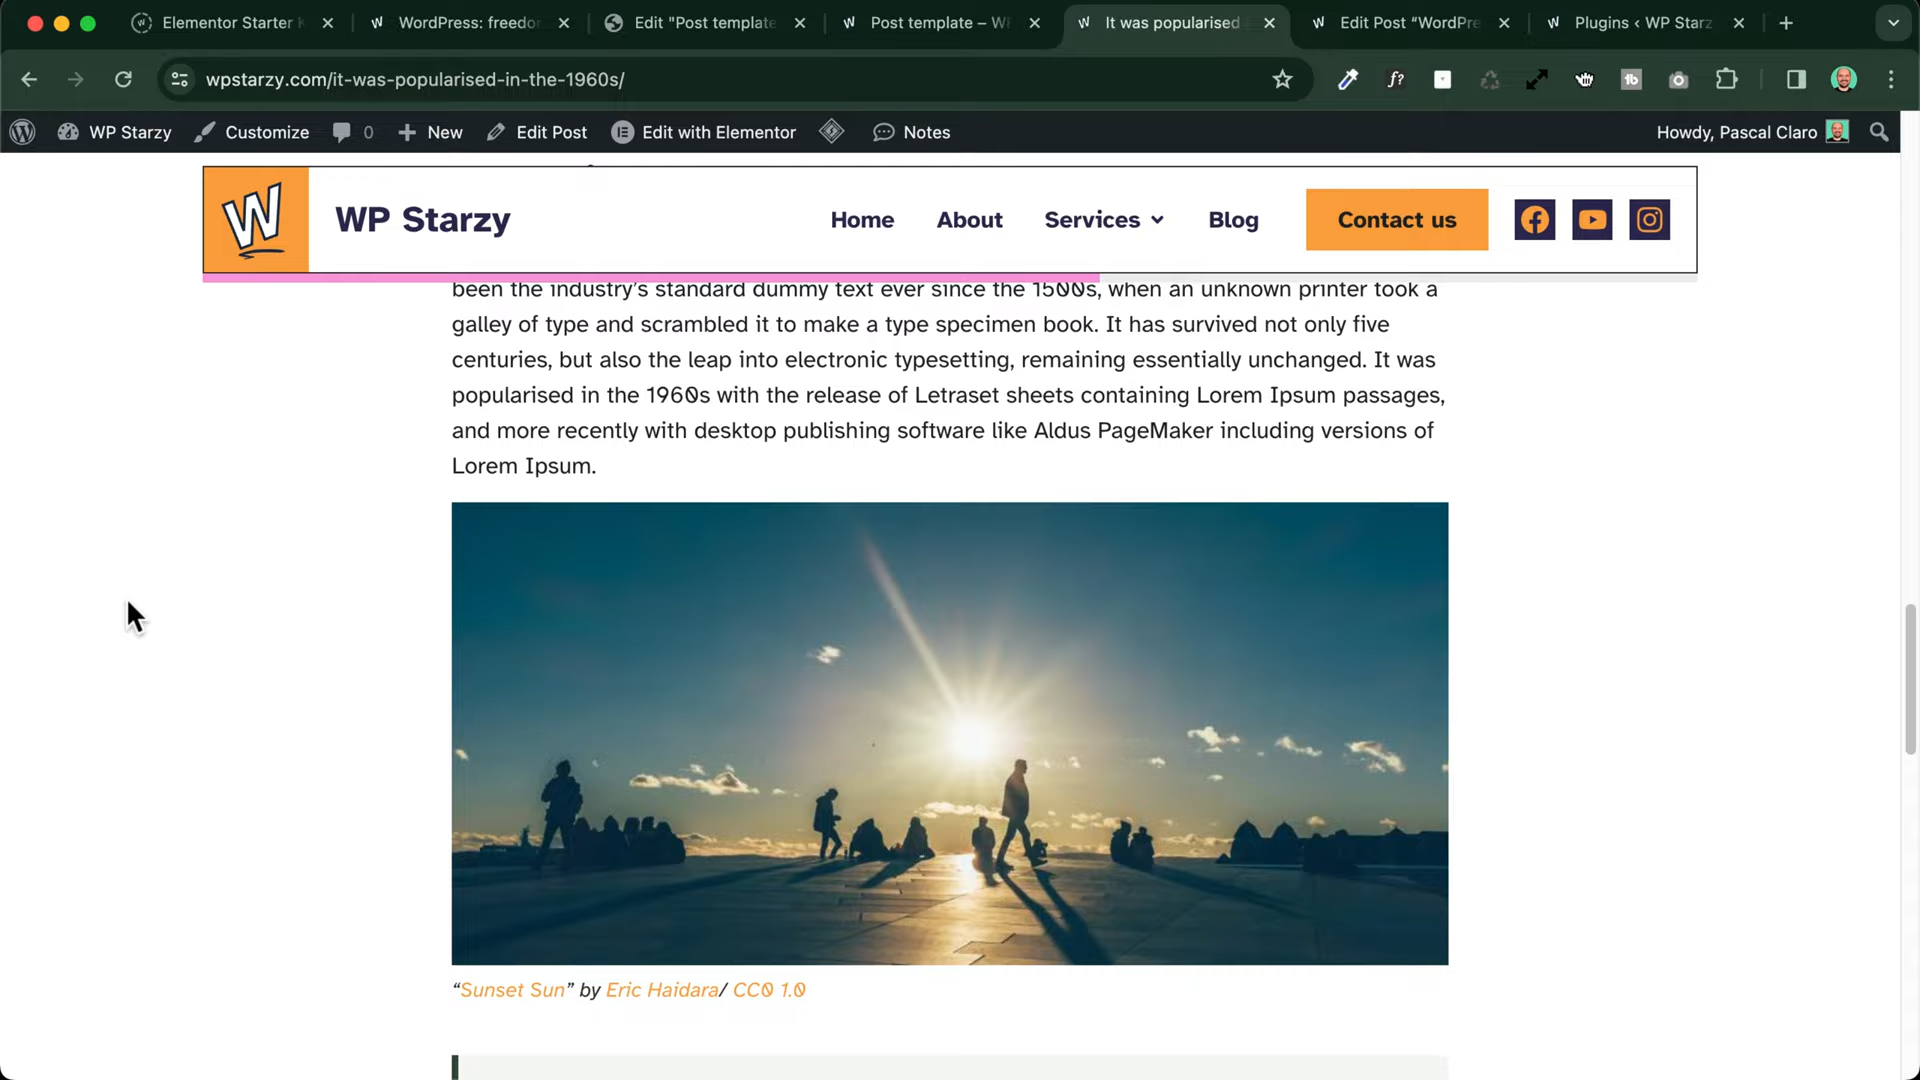 Elementor Starter K
WordPress: freedo
Edit "Post template
Post template – WP
It was popularised
Edit Post “WordPre
Plugins ‹ WP Starz
wpstarzy.com/it-was-popularised-in-the-1960s/
WP Starzy
Customize
0
New
Edit Post
Edit with Elementor
Notes
Howdy, Pascal Claro
W
WP Starzy
Home
About
Services
Blog
Contact us
been the industry’s standard dummy text ever since the 1500s, when an unknown printer took a
galley of type and scrambled it to make a type specimen book. It has survived not only five
centuries, but also the leap into electronic typesetting, remaining essentially unchanged. It was
popularised in the 1960s with the release of Letraset sheets containing Lorem Ipsum passages,
and more recently with desktop publishing software like Aldus PageMaker including versions of
Lorem Ipsum.
“Sunset Sun” by Eric Haidara/ CC0 1.0